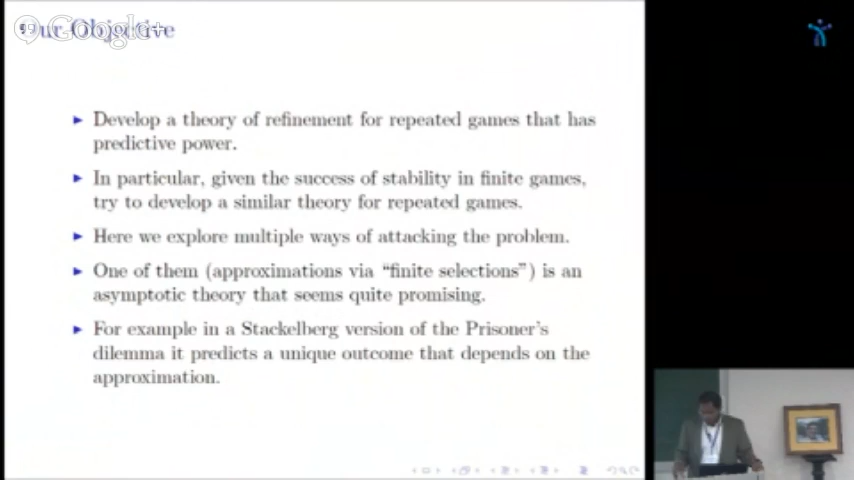 Our Objective
Google+
Develop a theory of refinement for repeated games that has
predictive power.
In particular, given the success of stability in finite games,
try to develop a similar theory for repeated games.
Here we explore multiple ways of attacking the problem.
One of them (approximations via “finite selections”) is an
asymptotic theory that seems quite promising.
For example in a Stackelberg version of the Prisoner's
dilemma it predicts a unique outcome that depends on the
approximation.